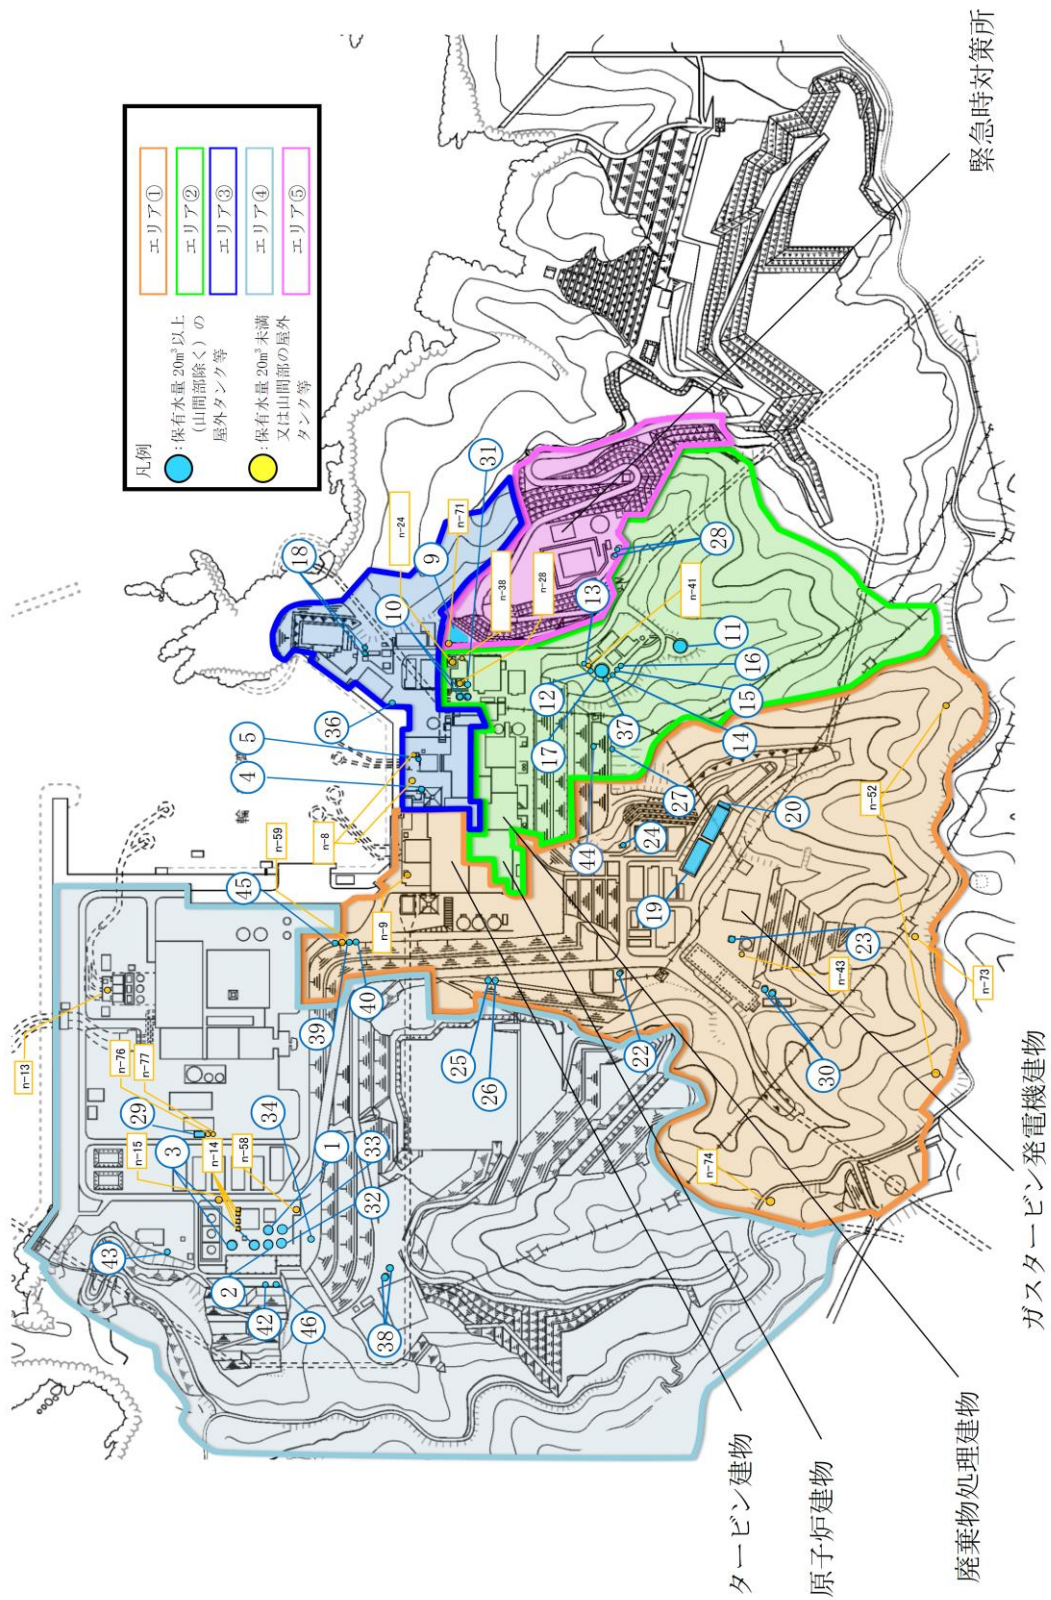 凡例
：保有水量 20m³以上
(山間部除く) の
屋外タンク等
：保有水量 20m³未満
又は山間部の屋外
タンク等
エリア①
エリア②
エリア③
エリア④
エリア⑤
緊急時対策所
ガスタービン発電機建物
廃棄物処理建物
原子炉建物
タービン建物
輪
n-13
n-76
n-77
29
n-15
3
n-14
n-58
34
1
33
32
43
2
42
46
38
39
40
45
n-59
n-9
n-8
4
5
36
18
10
9
n-24
n-71
31
n-38
n-28
13
28
n-41
11
12
16
15
17
37
14
27
44
24
20
19
25
26
22
23
n-43
30
n-52
n-73
n-74